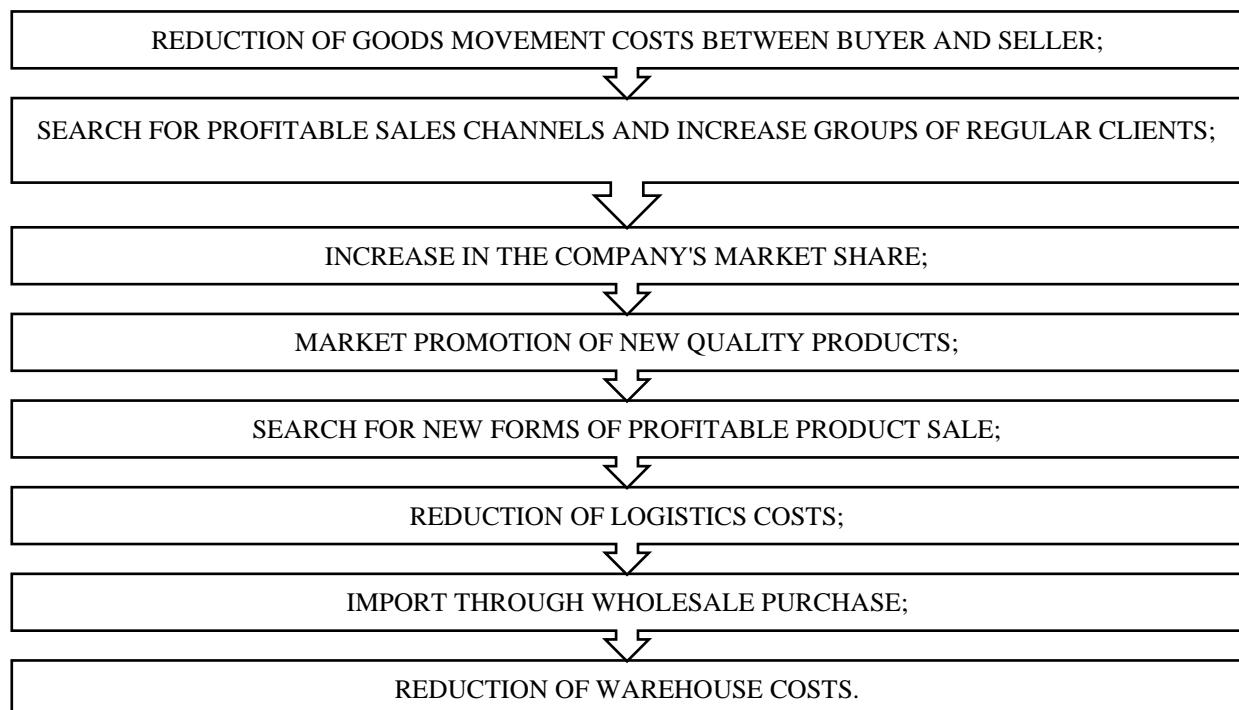 REDUCTION OF GOODS MOVEMENT COSTS BETWEEN BUYER AND SELLER;
SEARCH FOR PROFITABLE SALES CHANNELS AND INCREASE GROUPS OF REGULAR CLIENTS;
INCREASE IN THE COMPANY'S MARKET SHARE;
MARKET PROMOTION OF NEW QUALITY PRODUCTS;
SEARCH FOR NEW FORMS OF PROFITABLE PRODUCT SALE;
REDUCTION OF LOGISTICS COSTS;
IMPORT THROUGH WHOLESALE PURCHASE;
REDUCTION OF WAREHOUSE COSTS.